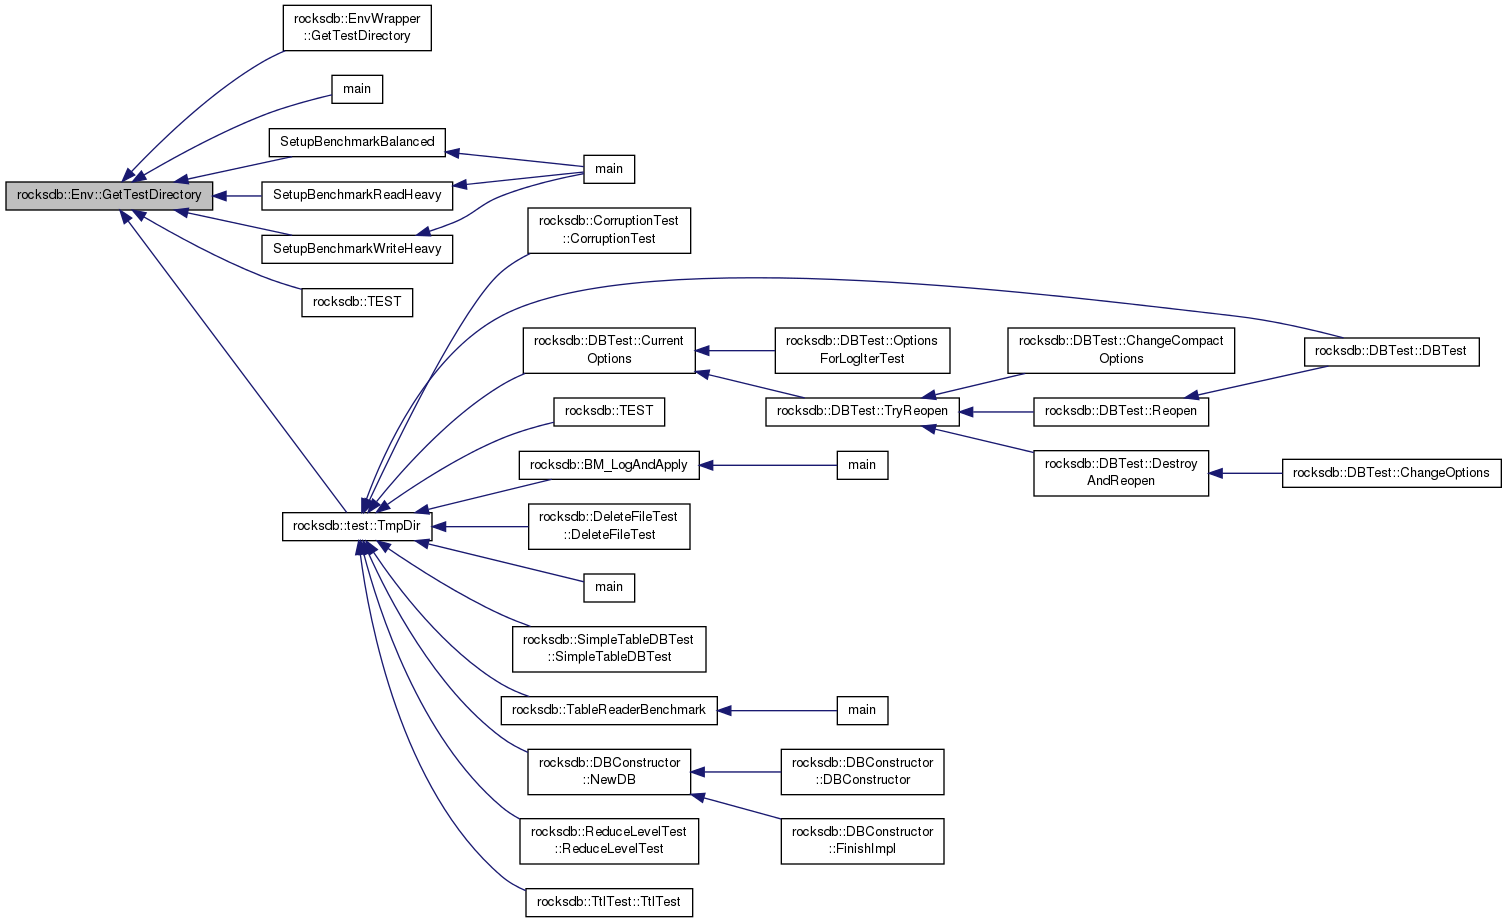 rocksdb::EnvWrapper
::GetTestDirectory
main
SetupBenchmarkBalanced
main
rocksdb::Env::GetTestDirectory
SetupBenchmarkReadHeavy
SetupBenchmarkWriteHeavy
rocksdb::CorruptionTest
::CorruptionTest
rocksdb::TEST
rocksdb::DBTest::Current
Options
rocksdb::DBTest::Options
ForLogIterTest
rocksdb::DBTest::ChangeCompact
Options
rocksdb::DBTest::DBTest
rocksdb::TEST
rocksdb::DBTest::TryReopen
rocksdb::DBTest::Reopen
rocksdb::BM_LogAndApply
main
rocksdb::DBTest::Destroy
AndReopen
rocksdb::DBTest::ChangeOptions
rocksdb::test::TmpDir
rocksdb::DeleteFileTest
::DeleteFileTest
main
rocksdb::SimpleTableDBTest
::SimpleTableDBTest
rocksdb::TableReaderBenchmark
main
rocksdb::DBConstructor
::NewDB
rocksdb::DBConstructor
::DBConstructor
rocksdb::ReduceLevelTest
::ReduceLevelTest
rocksdb::DBConstructor
::FinishImpl
rocksdb::TtlTest::TtlTest